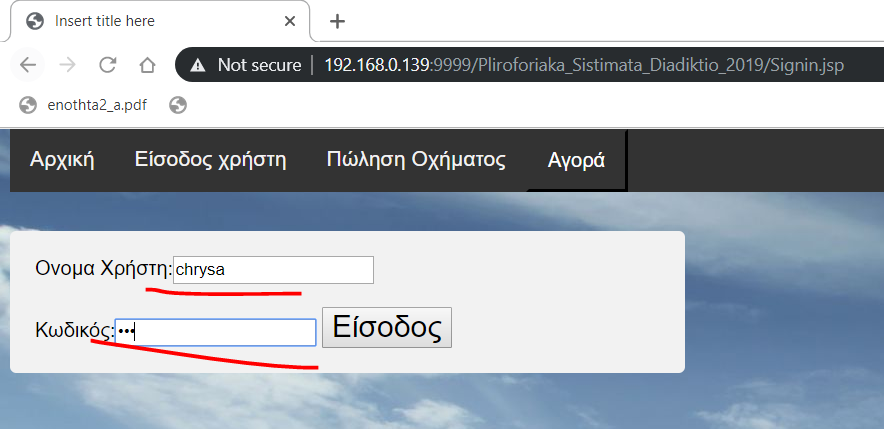 Insert title here
Not secure | 192.168.0.139:9999/Pliroforiaka_Sistimata_Diadiktio_2019/Signin.jsp
enothta2_a.pdf
Αρχική Είσοδος χρήστη Πώληση Οχήματος Αγορά
Ονομα Χρήστη: chrysa
Κωδικός: ••• Είσοδος